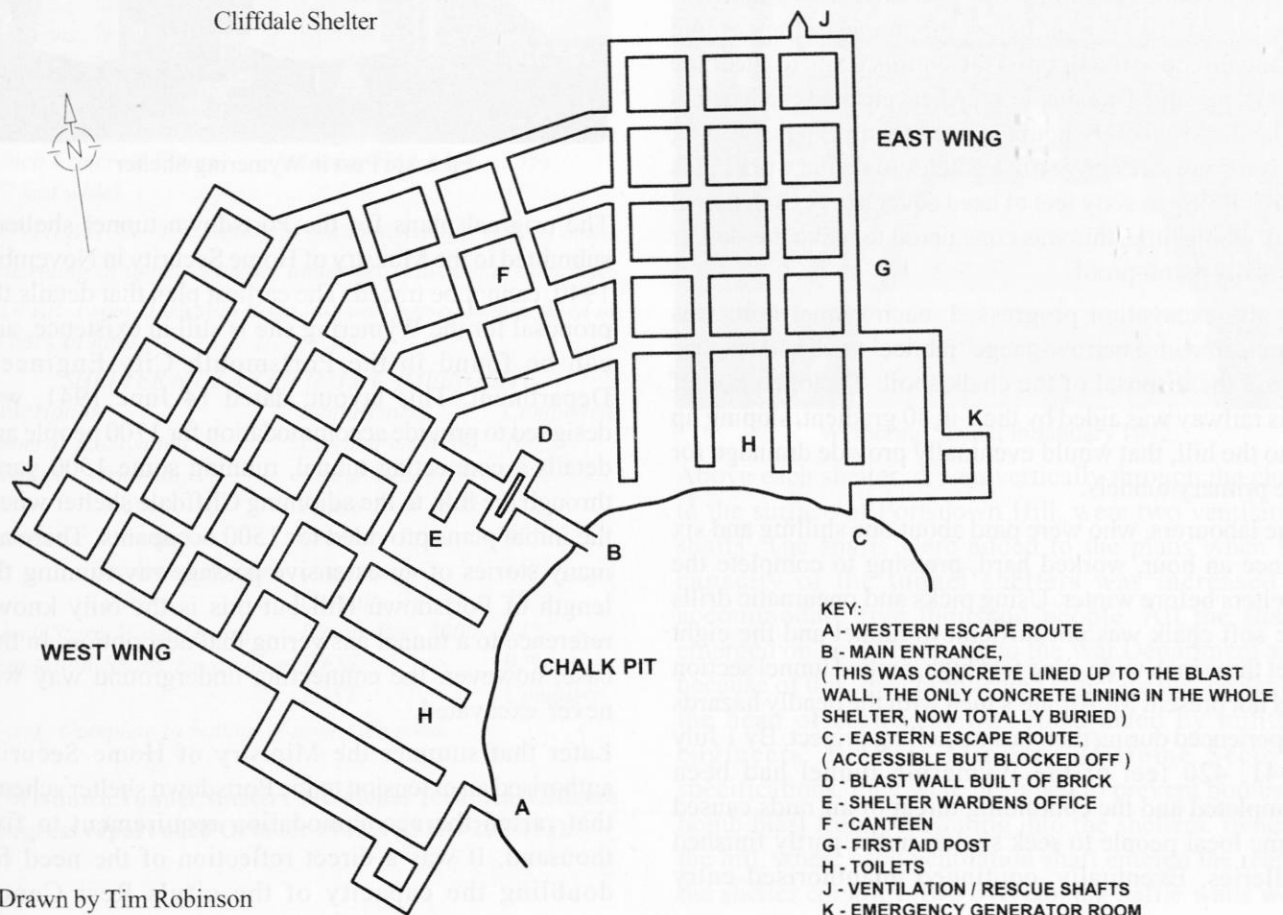 Cliffdale Shelter
J
N
EAST WING
F
G
K
J
D
H
E
B
C
WEST WING
CHALK PIT
H
A
KEY:
A - WESTERN ESCAPE ROUTE
B - MAIN ENTRANCE,
( THIS WAS CONCRETE LINED UP TO THE BLAST
WALL, THE ONLY CONCRETE LINING IN THE WHOLE
SHELTER, NOW TOTALLY BURIED )
C - EASTERN ESCAPE ROUTE,
( ACCESSIBLE BUT BLOCKED OFF )
D - BLAST WALL BUILT OF BRICK
E - SHELTER WARDENS OFFICE
F - CANTEEN
G - FIRST AID POST
H - TOILETS
J - VENTILATION / RESCUE SHAFTS
K - EMERGENCY GENERATOR ROOM
Drawn by Tim Robinson